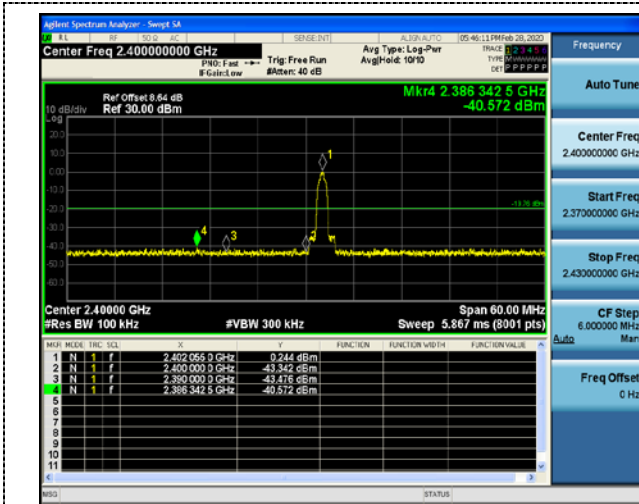 Agilent Spectrum Analyzer - Swept SA
RL RF 50 Ω AC SENSE:INT ALIGN AUTO 05:46:11 PM Feb 28, 2020
Center Freq 2.400000000 GHz
PNO: Fast
IFGain:Low
Trig: Free Run
#Atten: 40 dB
Avg Type: Log-Pwr
Avg|Hold: 10/10
TRACE 1 2 3 4 5 6
TYPE M
DET P P P P P P
Ref Offset 8.64 dB
Ref 30.00 dBm
10 dB/div
Log
Mkr4 2.386 342 5 GHz
-40.572 dBm
20.0
10.0
0.00
-10.0
-20.0
-30.0
-40.0
-50.0
-60.0
1
2
3
4
Center 2.40000 GHz
Span 60.00 MHz
#Res BW 100 kHz
#VBW 300 kHz
Sweep 5.867 ms (8001 pts)
MKR MODE TRC SCL X Y FUNCTION FUNCTION WIDTH FUNCTION VALUE
1 N 1 f 2.402 055 0 GHz 0.244 dBm
2 N 1 f 2.400 000 0 GHz -43.342 dBm
3 N 1 f 2.390 000 0 GHz -43.476 dBm
4 N 1 f 2.386 342 5 GHz -40.572 dBm
5
6
7
8
9
10
11
MSG
STATUS
Frequency
Auto Tune
Center Freq
2.400000000 GHz
Start Freq
2.370000000 GHz
Stop Freq
2.430000000 GHz
CF Step
6.000000 MHz
Auto Man
Freq Offset
0 Hz